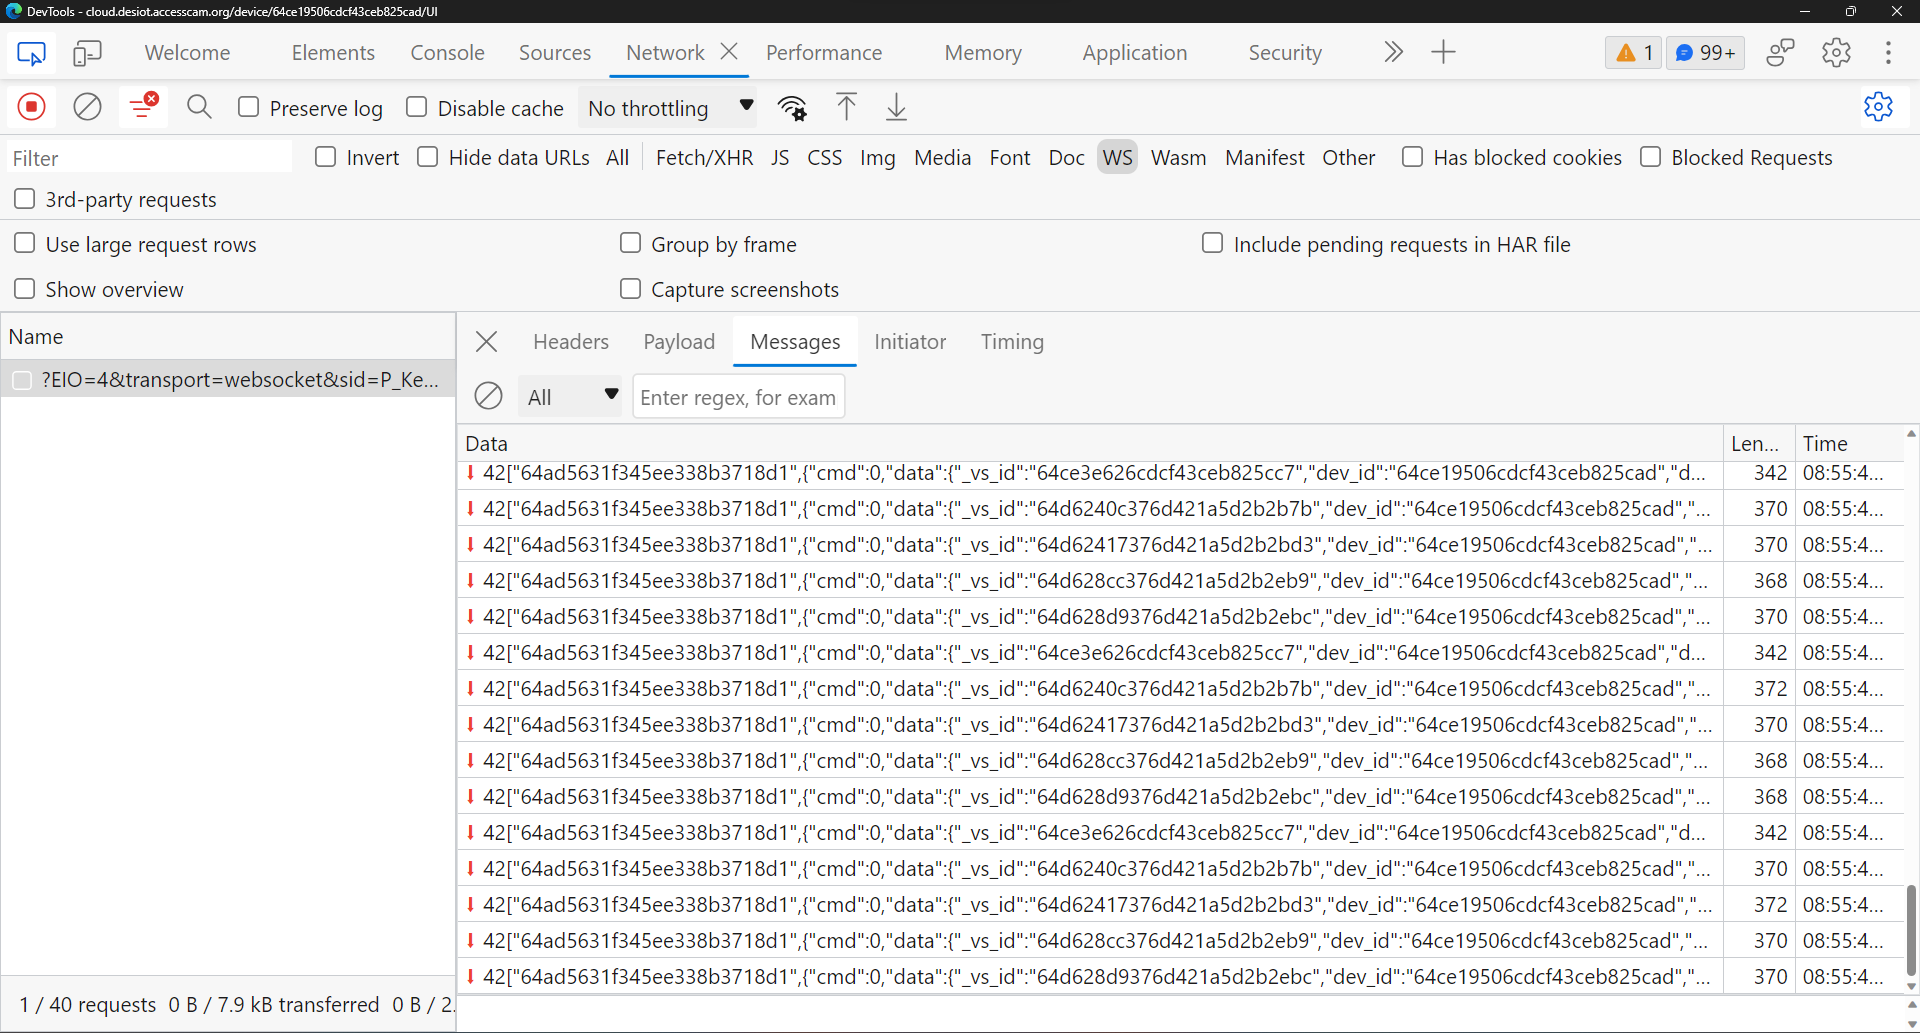 DevTools - cloud.desiot.accesscam.org/device/64ce19506cdcf43ceb825cad/UI
Welcome Elements Console Sources Network Performance Memory Application Security 1 99+
Preserve log Disable cache No throttling
Filter Invert Hide data URLs All Fetch/XHR JS CSS Img Media Font Doc WS Wasm Manifest Other Has blocked cookies Blocked Requests
3rd-party requests
Use large request rows Group by frame Include pending requests in HAR file
Show overview Capture screenshots
Name
?EIO=4&transport=websocket&sid=P_Ke...
1 / 40 requests 0 B / 7.9 kB transferred 0 B / 2.
Headers Payload Messages Initiator Timing
All Enter regex, for exam
Data Len... Time
42["64ad5631f345ee338b3718d1",{"cmd":0,"data":{"_vs_id":"64ce3e626cdcf43ceb825cc7","dev_id":"64ce19506cdcf43ceb825cad","d... 342 08:55:4...
42["64ad5631f345ee338b3718d1",{"cmd":0,"data":{"_vs_id":"64d6240c376d421a5d2b2b7b","dev_id":"64ce19506cdcf43ceb825cad","... 370 08:55:4...
42["64ad5631f345ee338b3718d1",{"cmd":0,"data":{"_vs_id":"64d62417376d421a5d2b2bd3","dev_id":"64ce19506cdcf43ceb825cad","... 370 08:55:4...
42["64ad5631f345ee338b3718d1",{"cmd":0,"data":{"_vs_id":"64d628cc376d421a5d2b2eb9","dev_id":"64ce19506cdcf43ceb825cad","... 368 08:55:4...
42["64ad5631f345ee338b3718d1",{"cmd":0,"data":{"_vs_id":"64d628d9376d421a5d2b2ebc","dev_id":"64ce19506cdcf43ceb825cad","... 370 08:55:4...
42["64ad5631f345ee338b3718d1",{"cmd":0,"data":{"_vs_id":"64ce3e626cdcf43ceb825cc7","dev_id":"64ce19506cdcf43ceb825cad","d... 342 08:55:4...
42["64ad5631f345ee338b3718d1",{"cmd":0,"data":{"_vs_id":"64d6240c376d421a5d2b2b7b","dev_id":"64ce19506cdcf43ceb825cad","... 372 08:55:4...
42["64ad5631f345ee338b3718d1",{"cmd":0,"data":{"_vs_id":"64d62417376d421a5d2b2bd3","dev_id":"64ce19506cdcf43ceb825cad","... 370 08:55:4...
42["64ad5631f345ee338b3718d1",{"cmd":0,"data":{"_vs_id":"64d628cc376d421a5d2b2eb9","dev_id":"64ce19506cdcf43ceb825cad","... 368 08:55:4...
42["64ad5631f345ee338b3718d1",{"cmd":0,"data":{"_vs_id":"64d628d9376d421a5d2b2ebc","dev_id":"64ce19506cdcf43ceb825cad","... 368 08:55:4...
42["64ad5631f345ee338b3718d1",{"cmd":0,"data":{"_vs_id":"64ce3e626cdcf43ceb825cc7","dev_id":"64ce19506cdcf43ceb825cad","d... 342 08:55:4...
42["64ad5631f345ee338b3718d1",{"cmd":0,"data":{"_vs_id":"64d6240c376d421a5d2b2b7b","dev_id":"64ce19506cdcf43ceb825cad","... 370 08:55:4...
42["64ad5631f345ee338b3718d1",{"cmd":0,"data":{"_vs_id":"64d62417376d421a5d2b2bd3","dev_id":"64ce19506cdcf43ceb825cad","... 372 08:55:4...
42["64ad5631f345ee338b3718d1",{"cmd":0,"data":{"_vs_id":"64d628cc376d421a5d2b2eb9","dev_id":"64ce19506cdcf43ceb825cad","... 370 08:55:4...
42["64ad5631f345ee338b3718d1",{"cmd":0,"data":{"_vs_id":"64d628d9376d421a5d2b2ebc","dev_id":"64ce19506cdcf43ceb825cad","... 370 08:55:4...